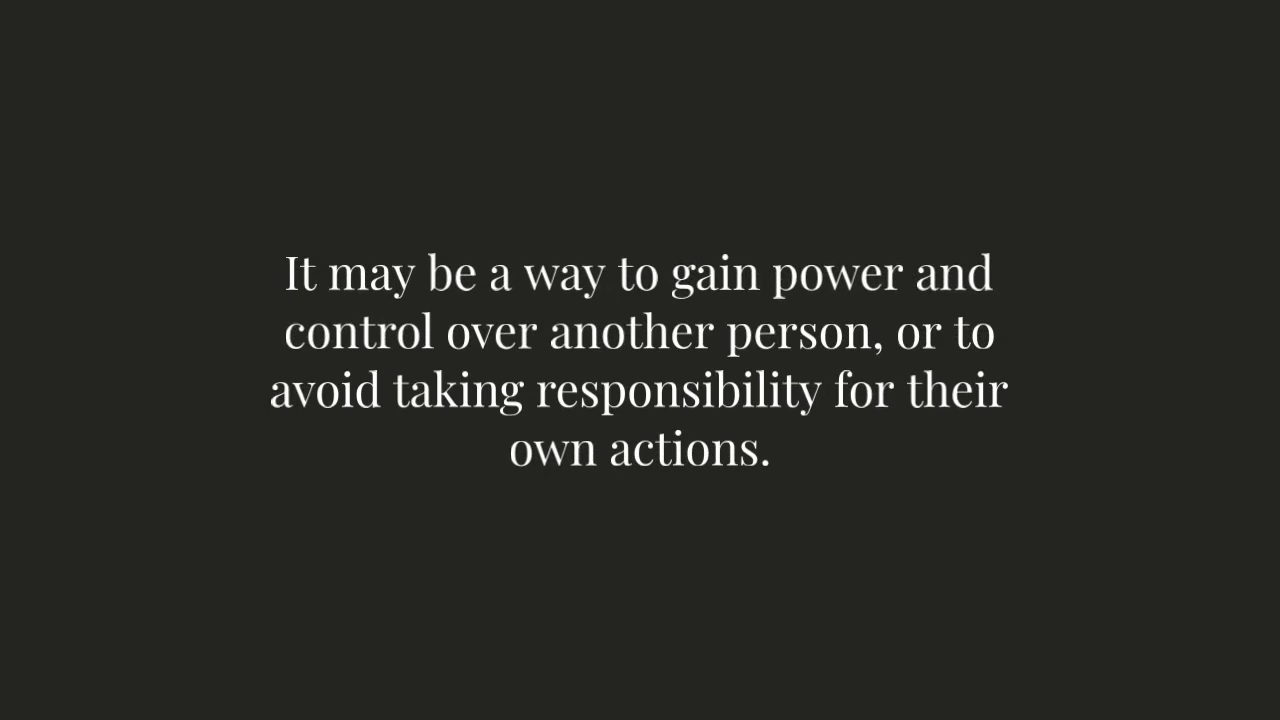 It may be a way to gain power and
control over another person, or to
avoid taking responsibility for their
own actions.